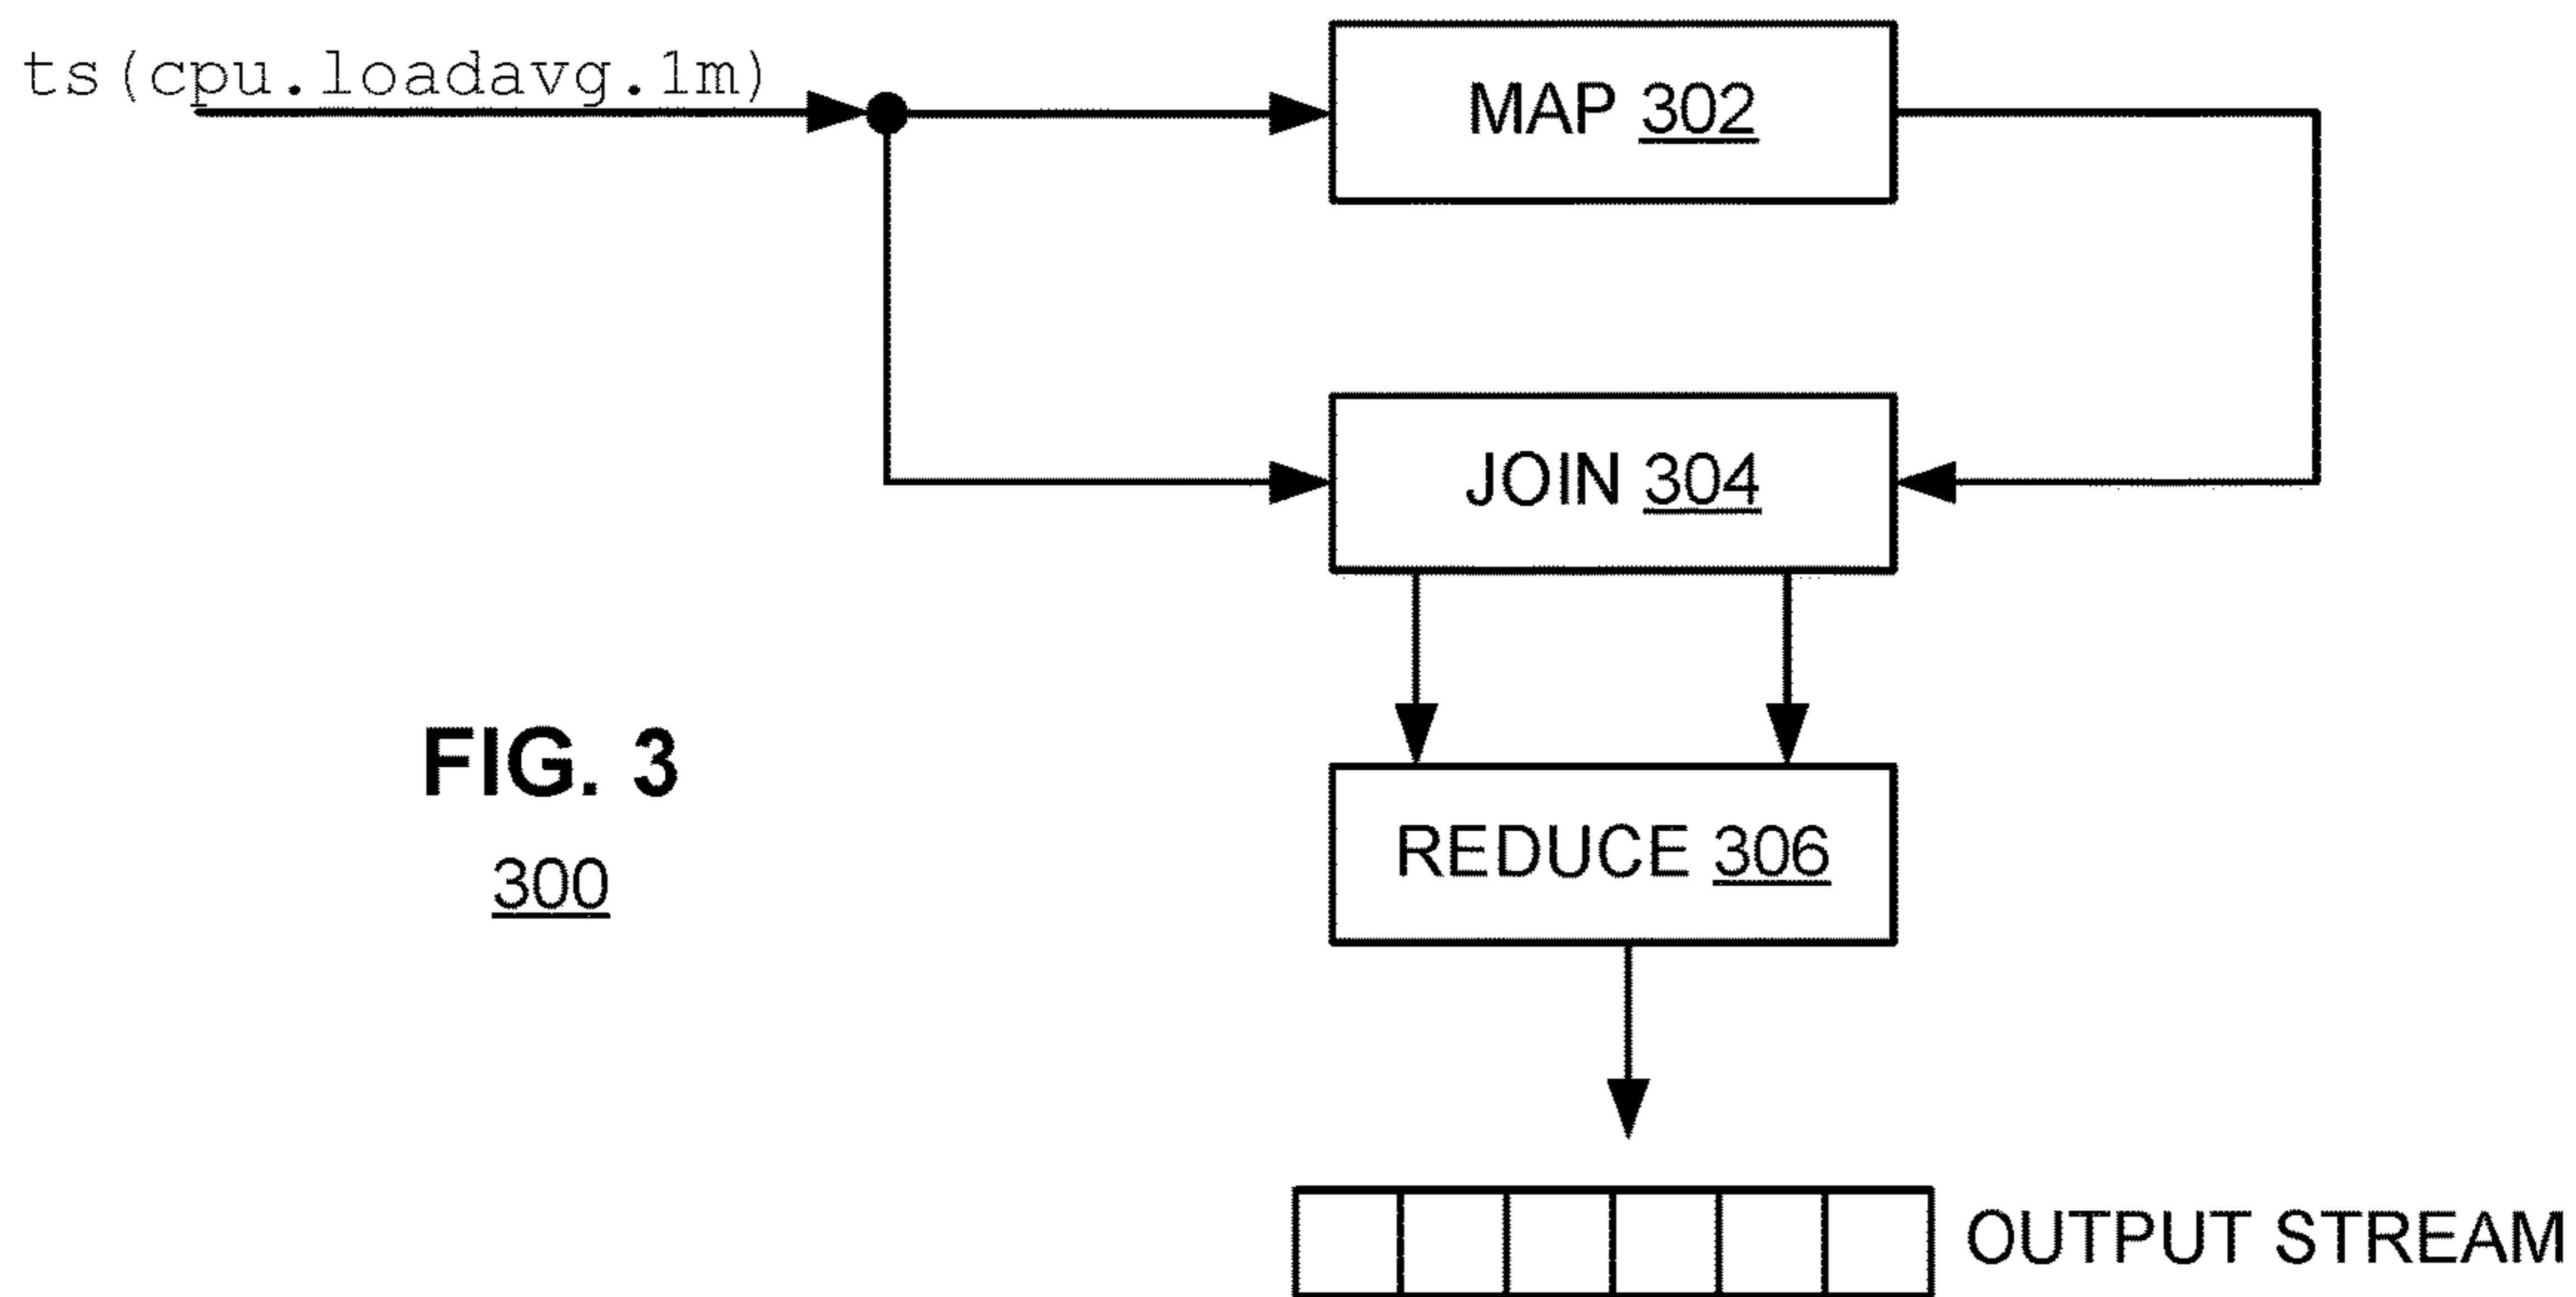 ts(cpu.loadavg.1m)
MAP 302
JOIN 304
FIG. 3
300
REDUCE 306
OUTPUT STREAM